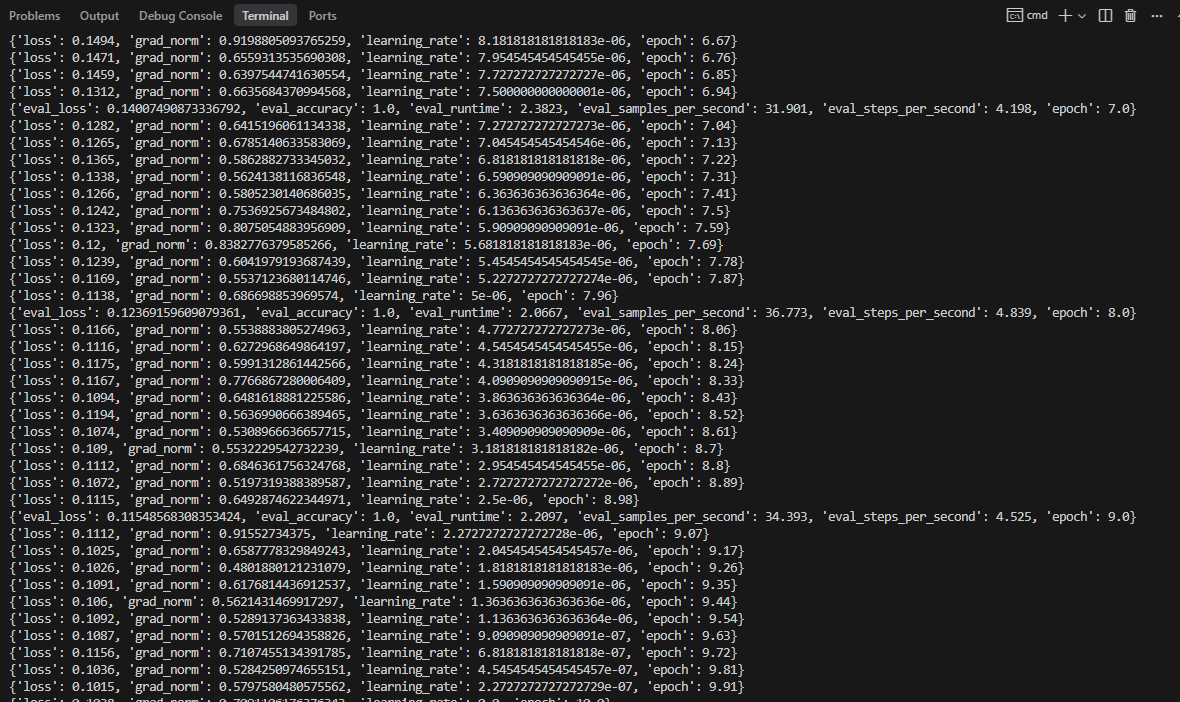 Problems Output Debug Console Terminal Ports cmd
{'loss': 0.1494, 'grad_norm': 0.9198805093765259, 'learning_rate': 8.181818181818183e-06, 'epoch': 6.67}
{'loss': 0.1471, 'grad_norm': 0.6559313535690308, 'learning_rate': 7.954545454545455e-06, 'epoch': 6.76}
{'loss': 0.1459, 'grad_norm': 0.6397544741630554, 'learning_rate': 7.727272727272727e-06, 'epoch': 6.85}
{'loss': 0.1312, 'grad_norm': 0.6635684370994568, 'learning_rate': 7.500000000000001e-06, 'epoch': 6.94}
{'eval_loss': 0.14007490873336792, 'eval_accuracy': 1.0, 'eval_runtime': 2.3823, 'eval_samples_per_second': 31.901, 'eval_steps_per_second': 4.198, 'epoch': 7.0}
{'loss': 0.1282, 'grad_norm': 0.6415196061134338, 'learning_rate': 7.272727272727273e-06, 'epoch': 7.04}
{'loss': 0.1265, 'grad_norm': 0.6785140633583069, 'learning_rate': 7.045454545454546e-06, 'epoch': 7.13}
{'loss': 0.1365, 'grad_norm': 0.5862882733345032, 'learning_rate': 6.818181818181818e-06, 'epoch': 7.22}
{'loss': 0.1338, 'grad_norm': 0.5624138116836548, 'learning_rate': 6.590909090909091e-06, 'epoch': 7.31}
{'loss': 0.1266, 'grad_norm': 0.5805230140686035, 'learning_rate': 6.363636363636364e-06, 'epoch': 7.41}
{'loss': 0.1242, 'grad_norm': 0.7536925673484802, 'learning_rate': 6.136363636363637e-06, 'epoch': 7.5}
{'loss': 0.1323, 'grad_norm': 0.8075054883956909, 'learning_rate': 5.90909090909091e-06, 'epoch': 7.59}
{'loss': 0.12, 'grad_norm': 0.8382776379585266, 'learning_rate': 5.681818181818183e-06, 'epoch': 7.69}
{'loss': 0.1239, 'grad_norm': 0.6041979193687439, 'learning_rate': 5.4545454545454545e-06, 'epoch': 7.78}
{'loss': 0.1169, 'grad_norm': 0.5537123680114746, 'learning_rate': 5.2272727272727274e-06, 'epoch': 7.87}
{'loss': 0.1138, 'grad_norm': 0.686698853969574, 'learning_rate': 5e-06, 'epoch': 7.96}
{'eval_loss': 0.12369159609079361, 'eval_accuracy': 1.0, 'eval_runtime': 2.0667, 'eval_samples_per_second': 36.773, 'eval_steps_per_second': 4.839, 'epoch': 8.0}
{'loss': 0.1166, 'grad_norm': 0.5538883805274963, 'learning_rate': 4.772727272727273e-06, 'epoch': 8.06}
{'loss': 0.1116, 'grad_norm': 0.6272968649864197, 'learning_rate': 4.5454545454545455e-06, 'epoch': 8.15}
{'loss': 0.1175, 'grad_norm': 0.5991312861442566, 'learning_rate': 4.3181818181818185e-06, 'epoch': 8.24}
{'loss': 0.1167, 'grad_norm': 0.7766867280006409, 'learning_rate': 4.0909090909090915e-06, 'epoch': 8.33}
{'loss': 0.1094, 'grad_norm': 0.6481618881225586, 'learning_rate': 3.863636363636364e-06, 'epoch': 8.43}
{'loss': 0.1194, 'grad_norm': 0.5636990666389465, 'learning_rate': 3.6363636363636366e-06, 'epoch': 8.52}
{'loss': 0.1074, 'grad_norm': 0.5308966636657715, 'learning_rate': 3.409090909090909e-06, 'epoch': 8.61}
{'loss': 0.109, 'grad_norm': 0.5532229542732239, 'learning_rate': 3.181818181818182e-06, 'epoch': 8.7}
{'loss': 0.1112, 'grad_norm': 0.6846361756324768, 'learning_rate': 2.954545454545455e-06, 'epoch': 8.8}
{'loss': 0.1072, 'grad_norm': 0.5197319388389587, 'learning_rate': 2.7272727272727272e-06, 'epoch': 8.89}
{'loss': 0.1115, 'grad_norm': 0.6492874622344971, 'learning_rate': 2.5e-06, 'epoch': 8.98}
{'eval_loss': 0.11548568308353424, 'eval_accuracy': 1.0, 'eval_runtime': 2.2097, 'eval_samples_per_second': 34.393, 'eval_steps_per_second': 4.525, 'epoch': 9.0}
{'loss': 0.1112, 'grad_norm': 0.91552734375, 'learning_rate': 2.2727272727272728e-06, 'epoch': 9.07}
{'loss': 0.1025, 'grad_norm': 0.6587778329849243, 'learning_rate': 2.0454545454545457e-06, 'epoch': 9.17}
{'loss': 0.1026, 'grad_norm': 0.4801880121231079, 'learning_rate': 1.8181818181818183e-06, 'epoch': 9.26}
{'loss': 0.1091, 'grad_norm': 0.6176814436912537, 'learning_rate': 1.590909090909091e-06, 'epoch': 9.35}
{'loss': 0.106, 'grad_norm': 0.5621431469917297, 'learning_rate': 1.3636363636363636e-06, 'epoch': 9.44}
{'loss': 0.1092, 'grad_norm': 0.5289137363433838, 'learning_rate': 1.1363636363636364e-06, 'epoch': 9.54}
{'loss': 0.1087, 'grad_norm': 0.5701512694358826, 'learning_rate': 9.090909090909091e-07, 'epoch': 9.63}
{'loss': 0.1156, 'grad_norm': 0.7107455134391785, 'learning_rate': 6.818181818181818e-07, 'epoch': 9.72}
{'loss': 0.1036, 'grad_norm': 0.5284250974655151, 'learning_rate': 4.5454545454545457e-07, 'epoch': 9.81}
{'loss': 0.1015, 'grad_norm': 0.5797580480575562, 'learning_rate': 2.2727272727272729e-07, 'epoch': 9.91}